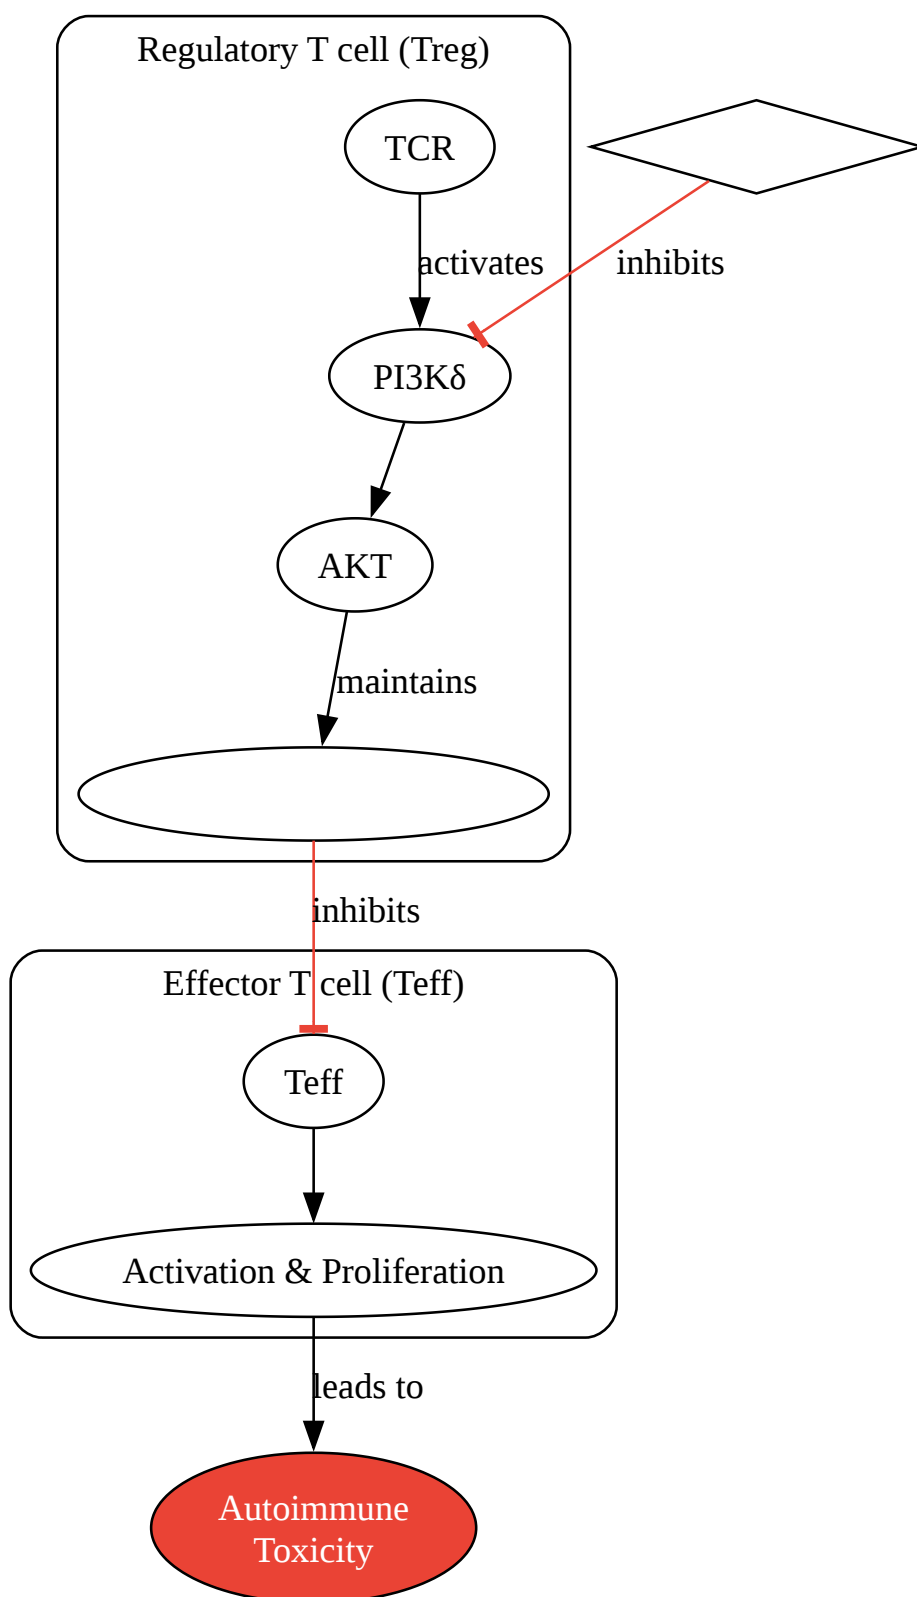 Regulatory T cell (Treg)
TCR
activates
inhibits
PI3Kδ
AKT
maintains
inhibits
Effector T cell (Teff)
Teff
Activation & Proliferation
leads to
Autoimmune
Toxicity